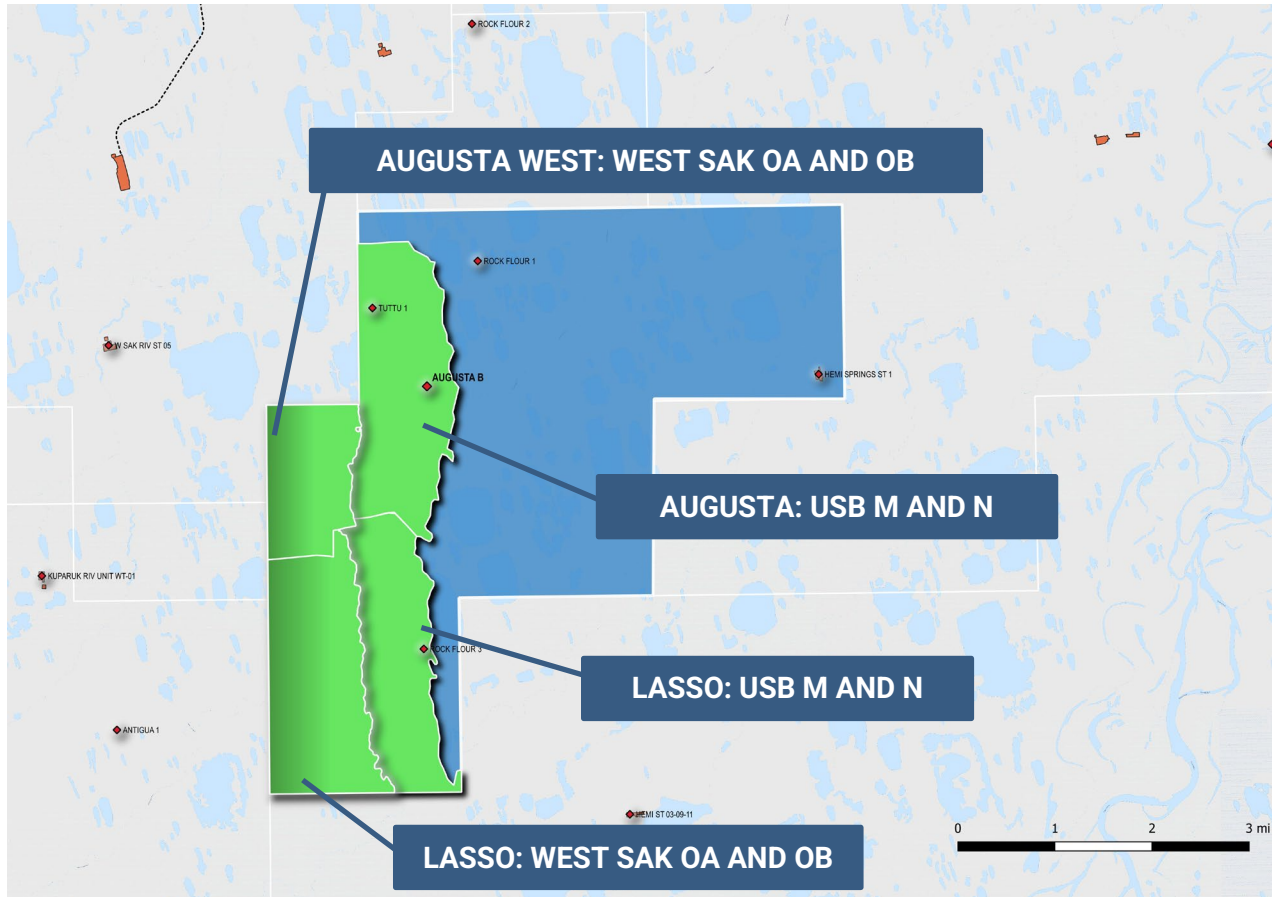 ROCK FLOUR 2
AUGUSTA WEST: WEST SAK OA AND OB
ROCK FLOUR 1
TUTTU 1
W SAK RIV ST 05
HEMI SPRINGS ST 1
AUGUSTA B
AUGUSTA: USB M AND N
KUPARUK RIV UNIT WT-01
ROCK FLOUR 3
LASSO: USB M AND N
ANTIGUA 1
HEMI ST 03-09-11
0 1 2 3 mi
LASSO: WEST SAK OA AND OB